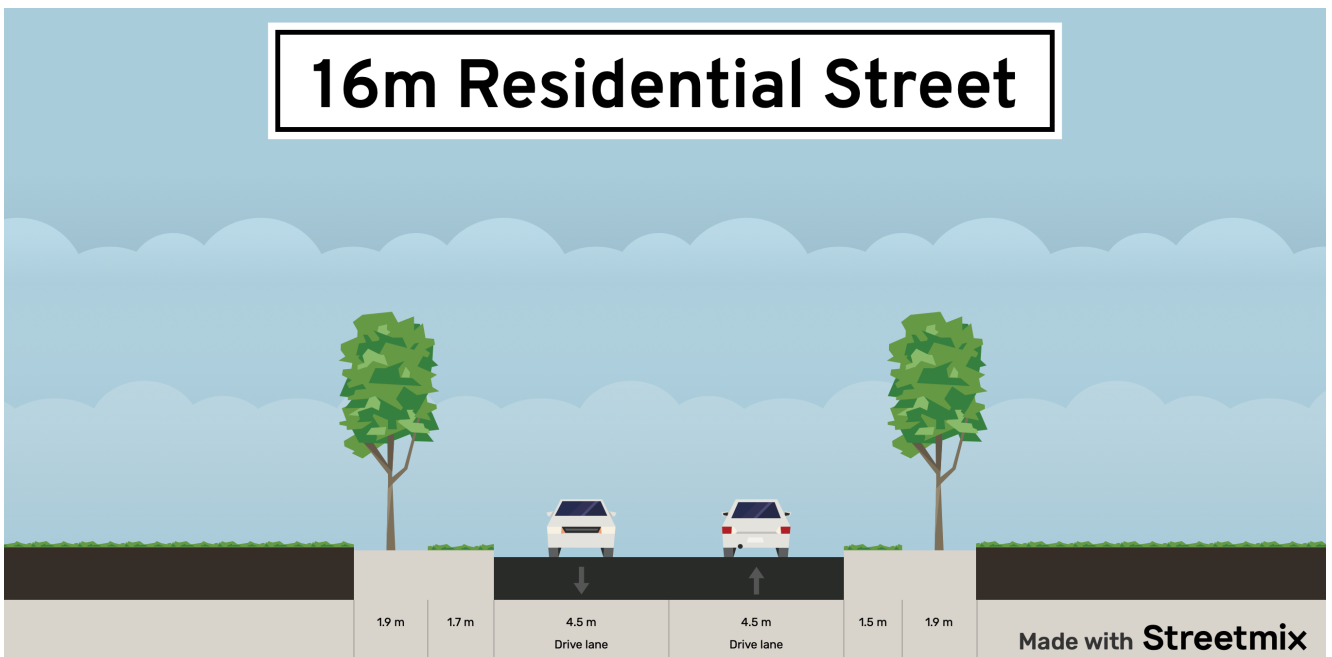 16m Residential Street
1.9 m
1.7 m
4.5 m
Drive lane
4.5 m
Drive lane
1.5 m
1.9 m
Made with Streetmix